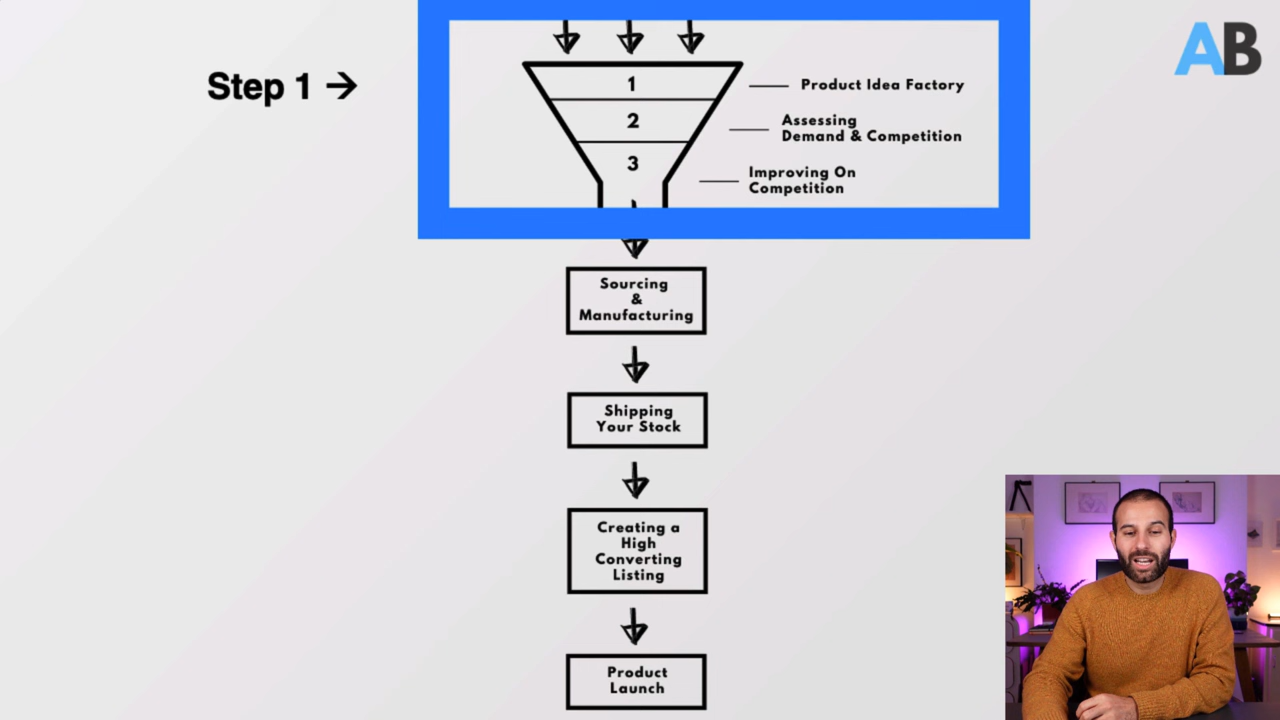 AB
Step 1 →
1
Product Idea Factory
2
Assessing
Demand & Competition
3
Improving On
Competition
Sourcing
&
Manufacturing
Shipping
Your Stock
Creating a
High
Converting
Listing
Product
Launch